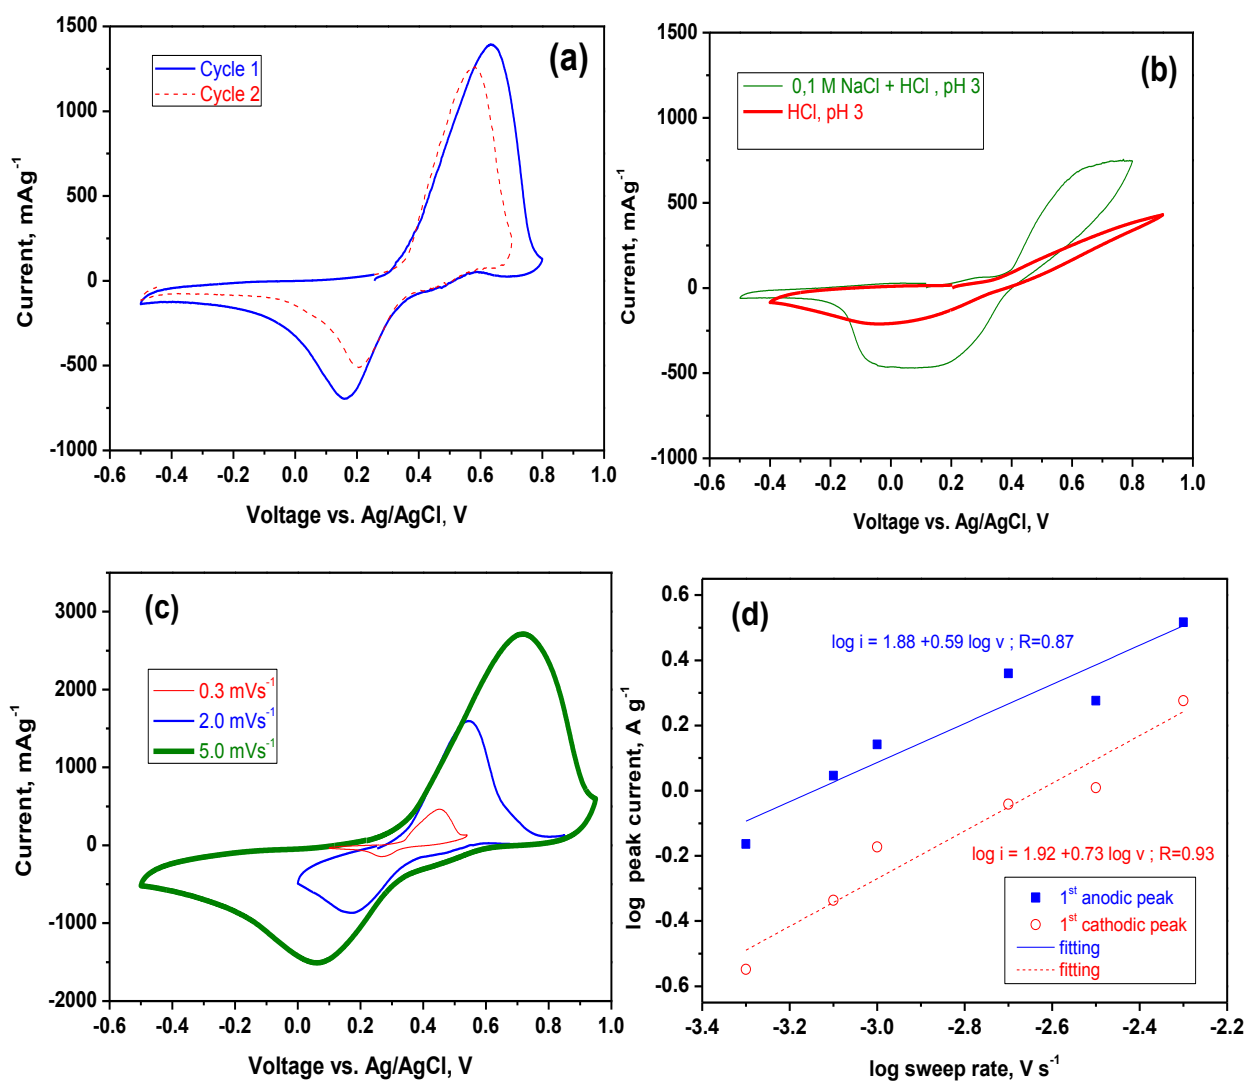 (a)
1500
1000
500
0
-500
-1000
Current, mAg⁻¹
Cycle 1
Cycle 2
-0.6 -0.4 -0.2 0.0 0.2 0.4 0.6 0.8 1.0
Voltage vs. Ag/AgCl, V
(b)
1500
1000
500
0
-500
-1000
Current, mAg⁻¹
0,1 M NaCl + HCl , pH 3
HCl, pH 3
-0.6 -0.4 -0.2 0.0 0.2 0.4 0.6 0.8 1.0
Voltage vs. Ag/AgCl, V
(c)
3000
2000
1000
0
-1000
-2000
Current, mAg⁻¹
0.3 mVs⁻¹
2.0 mVs⁻¹
5.0 mVs⁻¹
-0.6 -0.4 -0.2 0.0 0.2 0.4 0.6 0.8 1.0
Voltage vs. Ag/AgCl, V
(d)
0.6
0.4
0.2
0.0
-0.2
-0.4
-0.6
log peak current, A g⁻¹
log i = 1.88 +0.59 log v ; R=0.87
log i = 1.92 +0.73 log v ; R=0.93
1ˢᵗ anodic peak
1ˢᵗ cathodic peak
fitting
fitting
-3.4 -3.2 -3.0 -2.8 -2.6 -2.4 -2.2
log sweep rate, V s⁻¹